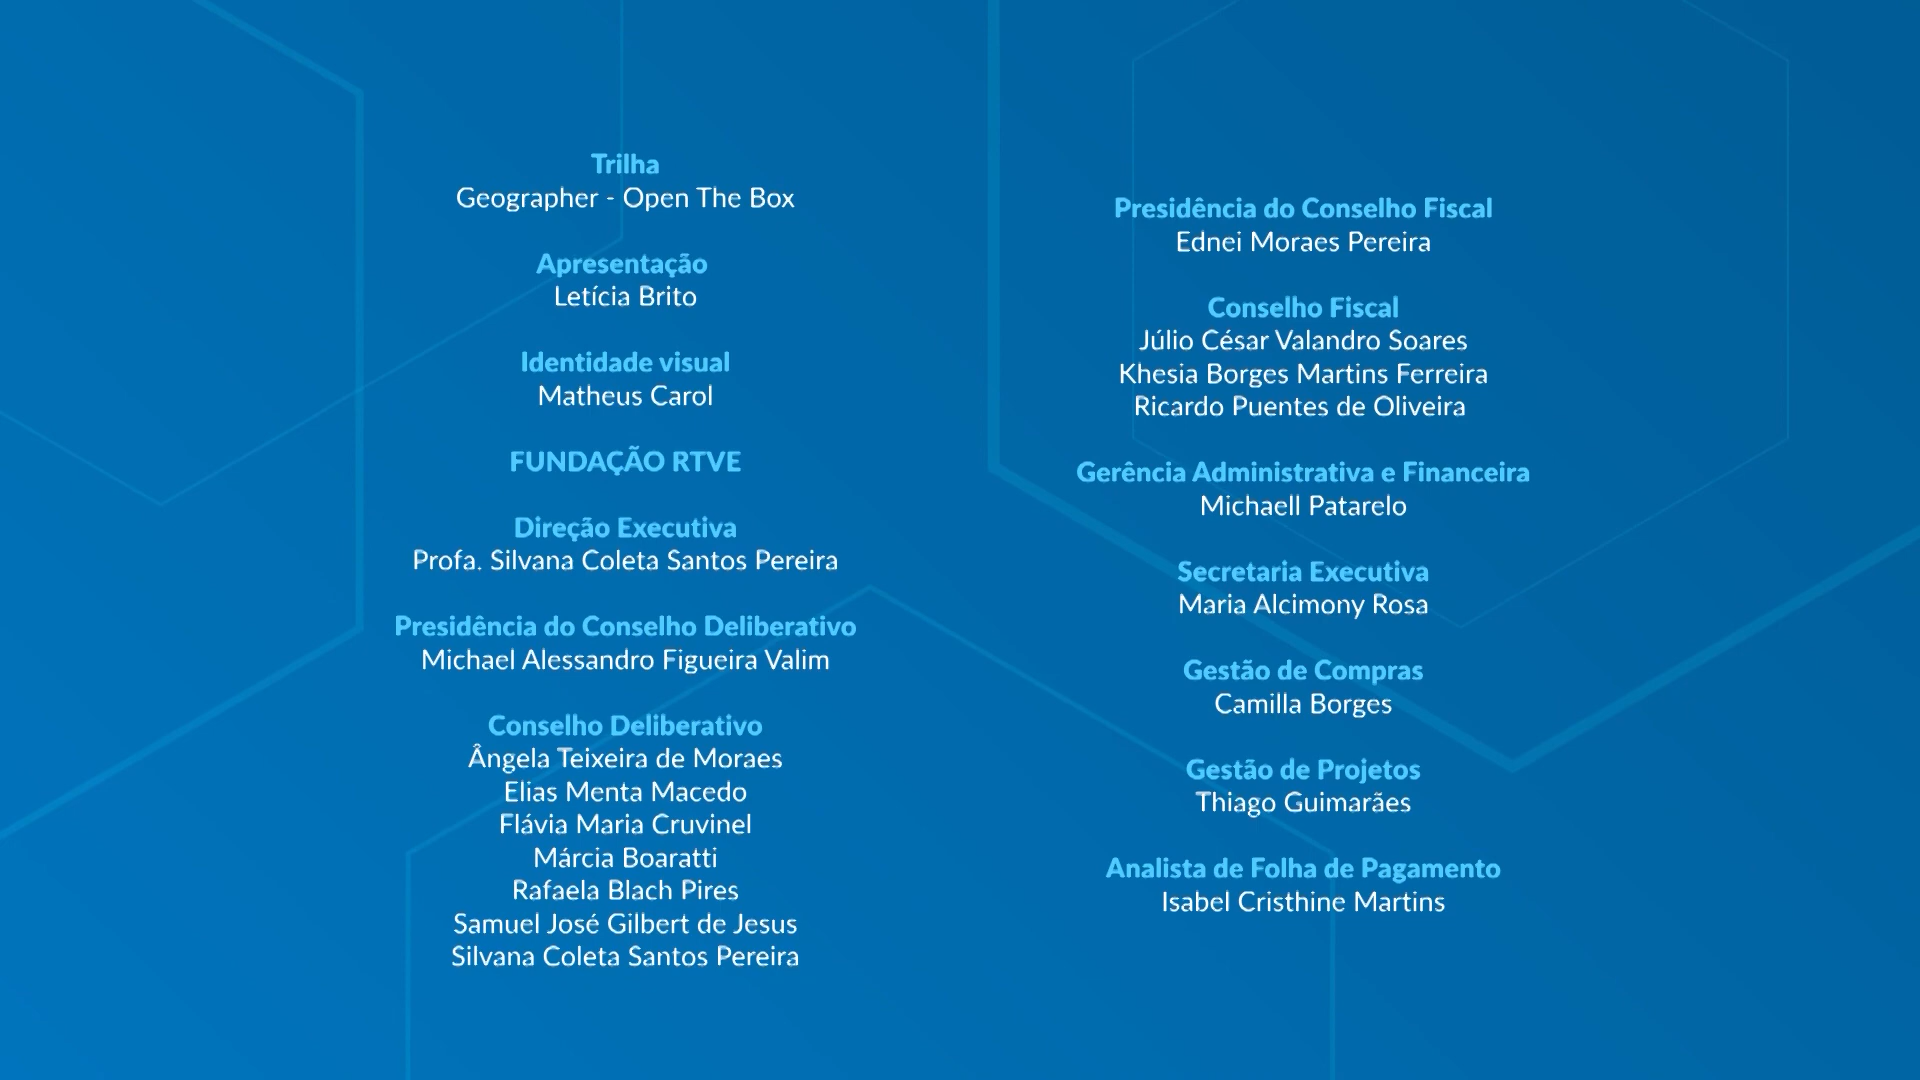 Trilha
Geographer - Open The Box
Apresentação
Letícia Brito
Identidade visual
Matheus Carol
FUNDAÇÃO RTVE
Direção Executiva
Profa. Silvana Coleta Santos Pereira
Presidência do Conselho Deliberativo
Michael Alessandro Figueira Valim
Conselho Deliberativo
Ângela Teixeira de Moraes
Elias Menta Macedo
Flávia Maria Cruvinel
Márcia Boaratti
Rafaela Blach Pires
Samuel José Gilbert de Jesus
Silvana Coleta Santos Pereira
Presidência do Conselho Fiscal
Ednei Moraes Pereira
Conselho Fiscal
Júlio César Valandro Soares
Khesia Borges Martins Ferreira
Ricardo Puentes de Oliveira
Gerência Administrativa e Financeira
Michaell Patarelo
Secretaria Executiva
Maria Alcimony Rosa
Gestão de Compras
Camilla Borges
Gestão de Projetos
Thiago Guimarães
Analista de Folha de Pagamento
Isabel Cristhine Martins